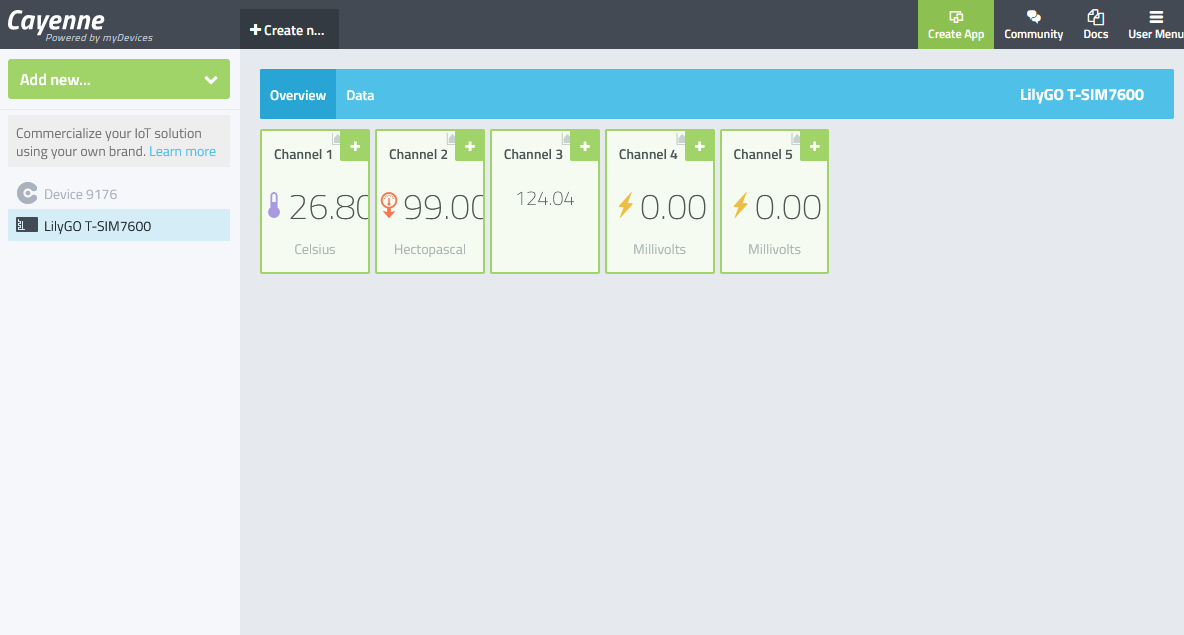 Cayenne
Powered by myDevices
Create n...
Create App
Community
Docs
User Menu
Add new...
Commercialize your IoT solution
using your own brand. Learn more
Device 9176
LilyGO T-SIM7600
Overview
Data
LilyGO T-SIM7600
Channel 1
26.80
Celsius
Channel 2
99.00
Hectopascal
Channel 3
124.04
Channel 4
0.00
Millivolts
Channel 5
0.00
Millivolts